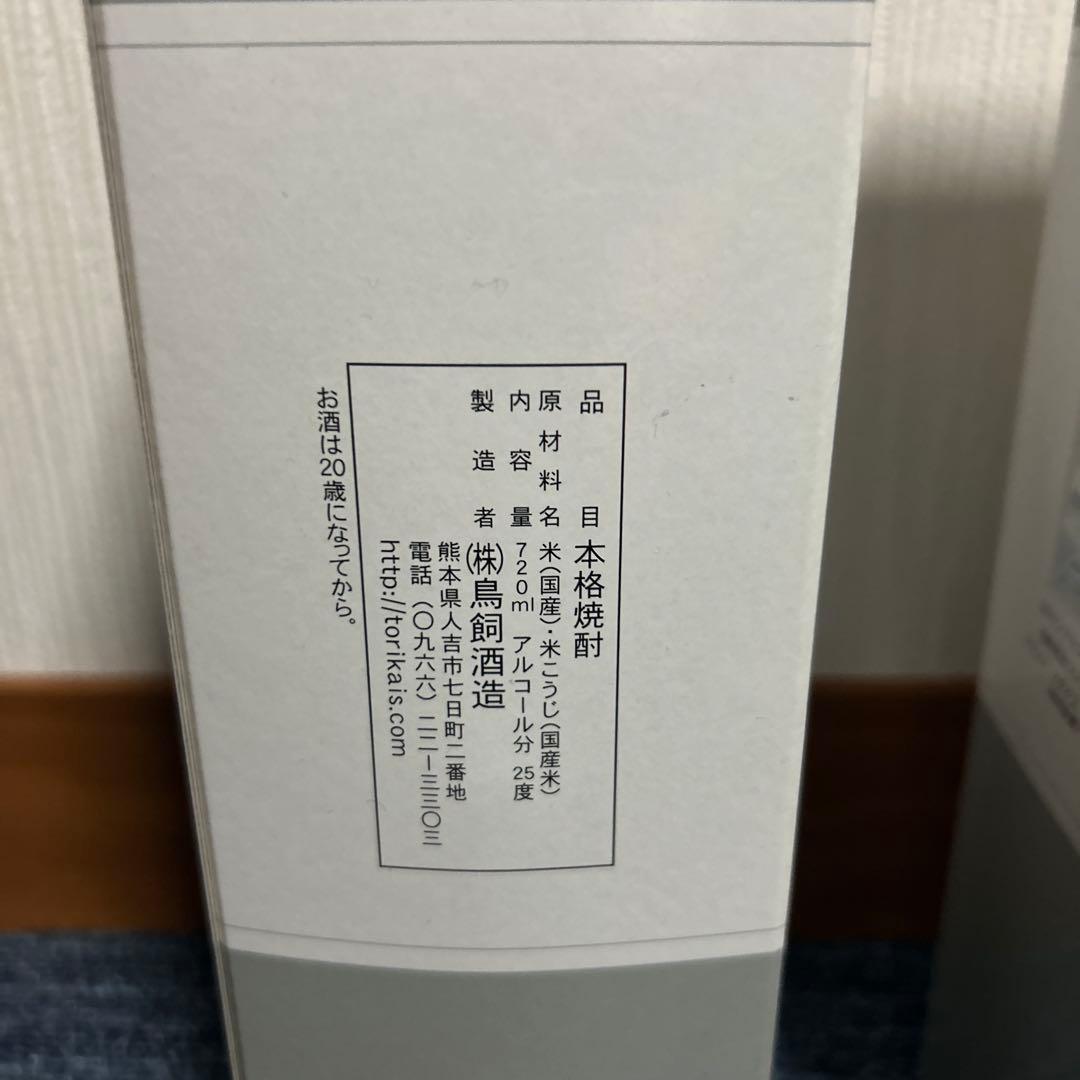 品目 本格焼酎
原材料名 米(国産)・米こうじ(国産米)
内容量 720ml アルコール分 25度
製造者 (株)鳥飼酒造
熊本県人吉市七日町二番地
電話(〇九六六)二二ー三三〇三
http://torikais.com
お酒は20歳になってから。